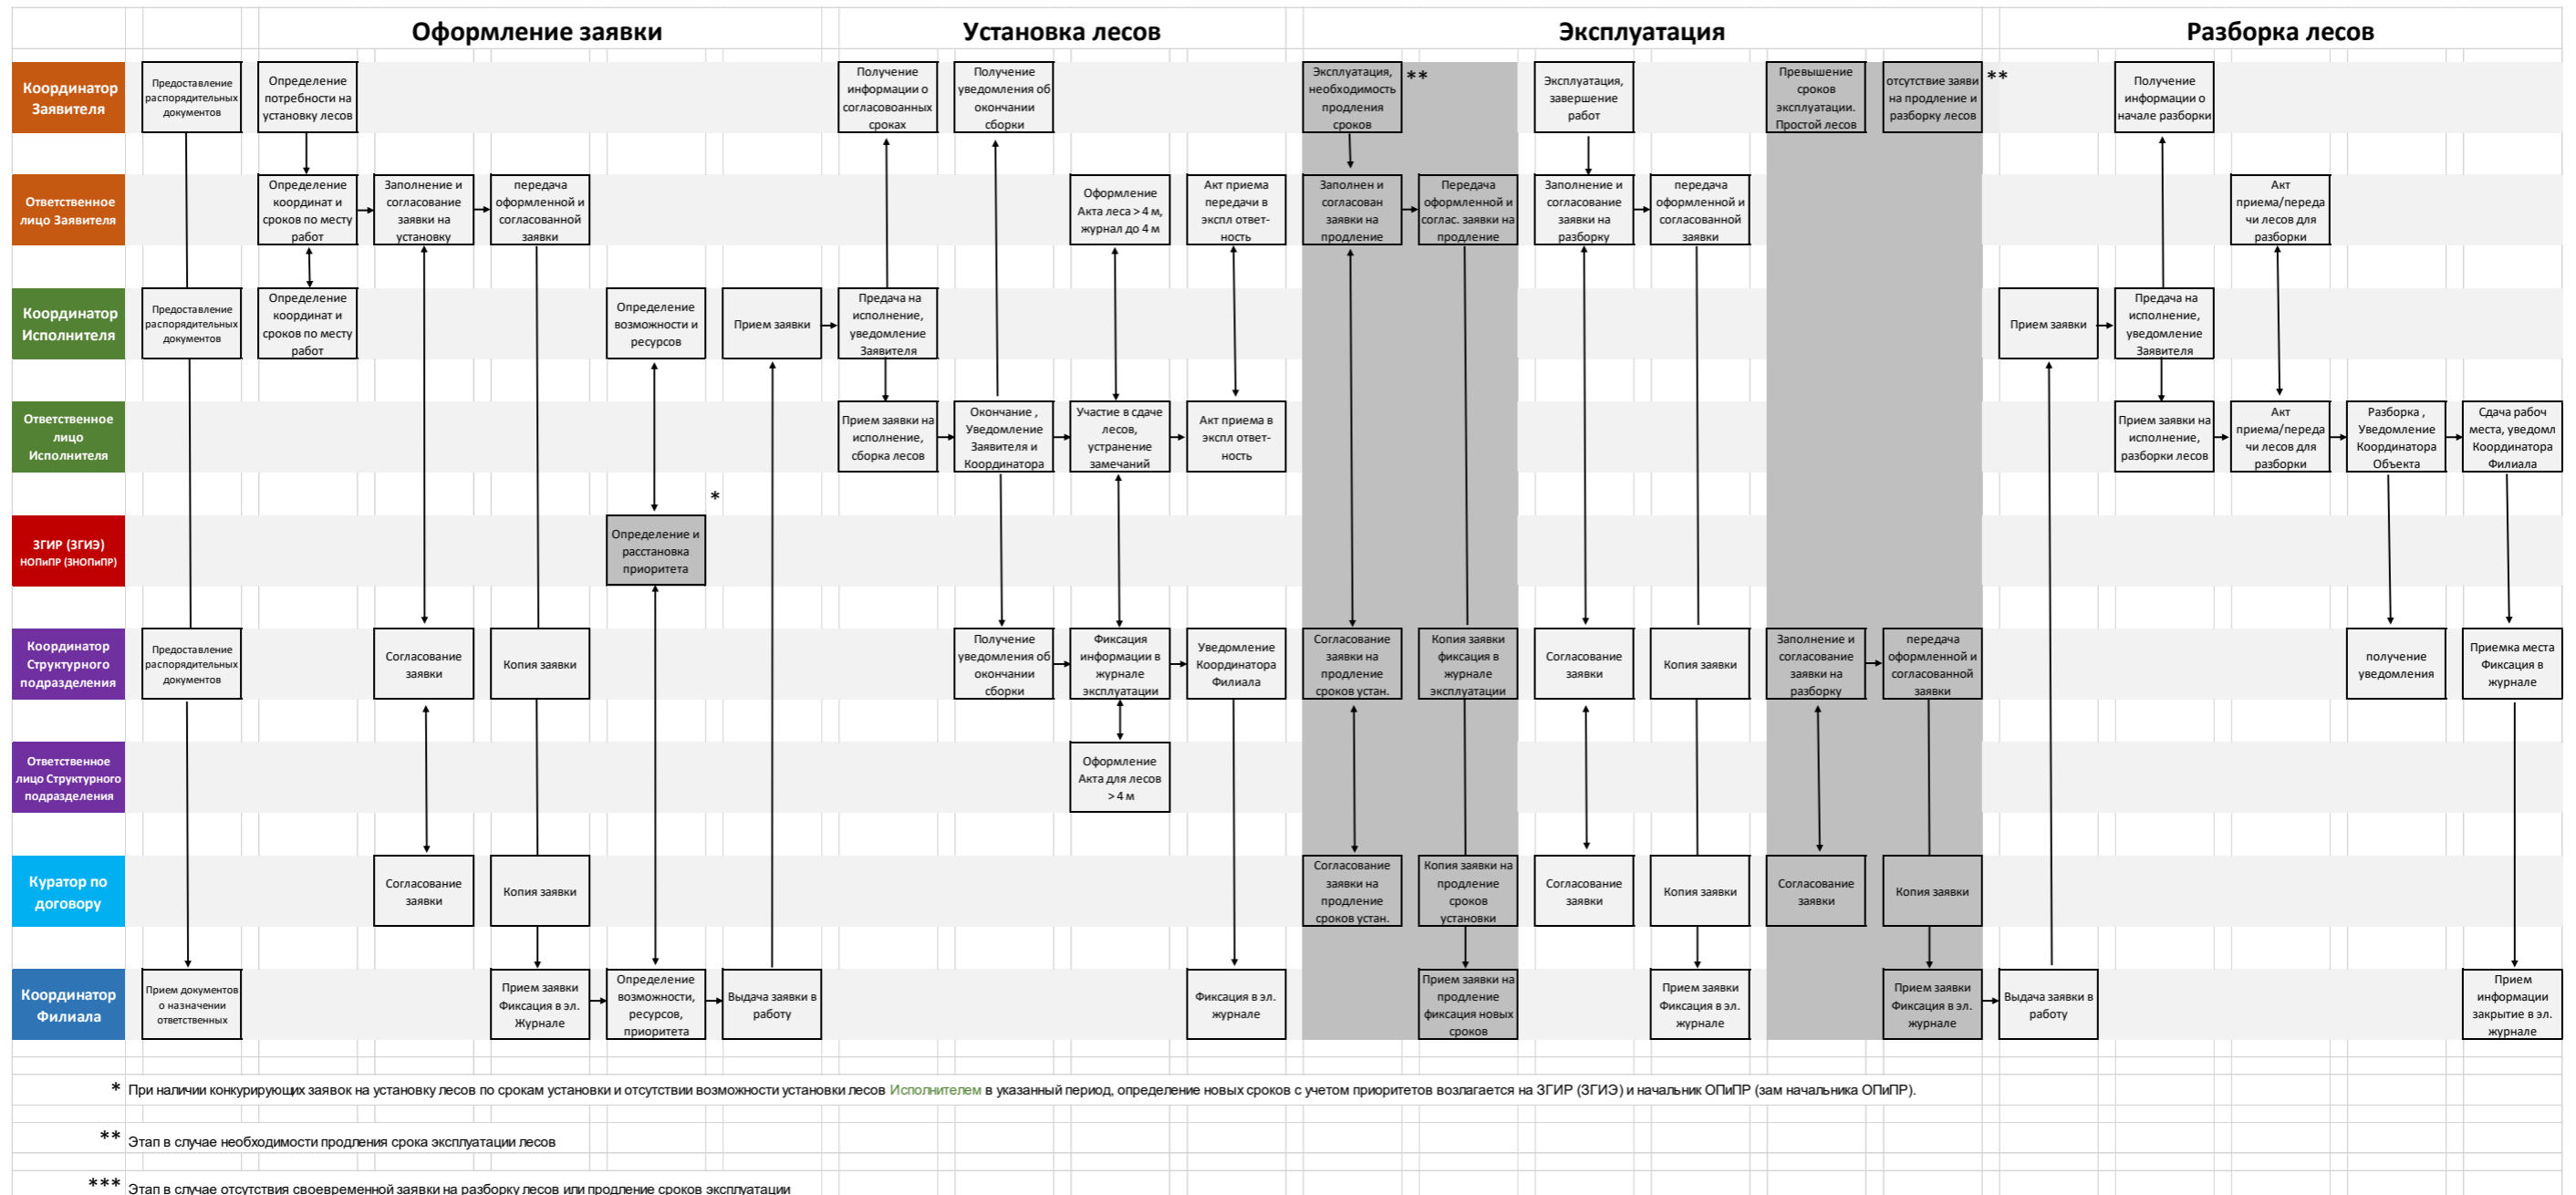 Оформление заявки
Установка лесов
Эксплуатация
Разборка лесов
Координатор
Заявителя
Предоставление
распорядительных
документов
Определение
потребности на
установку лесов
Получение
информации о
согласовоанных
сроках
Получение
уведомления об
окончании
сборки
Эксплуатация,
необходимость
продления
сроков
**
Эксплуатация,
завершение
работ
Превышение
сроков
эксплуатации.
Простой лесов
отсутствие заяви
на продление и
разборку лесов
**
Получение
информации о
начале разборки
Ответственное
лицо Заявителя
Определение
координат и
сроков по месту
работ
Заполнение и
согласование
заявки на
установку
передача
оформленной и
согласованной
заявки
Оформление
Акта леса > 4 м,
журнал до 4 м
Акт приема
передачи в
экспл ответ-
ность
Заполнен и
согласован
заявки на
продление
Передача
оформленной и
соглас. заявки на
продление
Заполнение и
согласование
заявки на
разборку
передача
оформленной и
согласованной
заявки
Акт
приема/переда
чи лесов для
разборки
Координатор
Исполнителя
Предоставление
распорядительных
документов
Определение
координат и
сроков по месту
работ
Определение
возможности и
ресурсов
Прием заявки
Предача на
исполнение,
уведомление
Заявителя
Прием заявки
Предача на
исполнение,
уведомление
Заявителя
Ответственное
лицо
Исполнителя
Прием заявки на
исполнение,
сборка лесов
Окончание ,
Уведомление
Заявителя и
Координатора
Участие в сдаче
лесов,
устранение
замечаний
Акт приема в
экспл ответ-
ность
Прием заявки на
исполнение,
разборки лесов
Акт
приема/переда
чи лесов для
разборки
Разборка ,
Уведомление
Координатора
Объекта
Сдача рабоч
места, уведомл
Координатора
Филиала
*
ЗГИР (ЗГИЭ)
НОПиПР (ЗНОПиПР)
Определение и
расстановка
приоритета
Координатор
Структурного
подразделения
Предоставление
распорядительных
документов
Согласование
заявки
Копия заявки
Получение
уведомления об
окончании
сборки
Фиксация
информации в
журнале
эксплуатации
Уведомление
Координатора
Филиала
Согласование
заявки на
продление
сроков устан.
Копия заявки
фиксация в
журнале
эксплуатации
Согласование
заявки
Копия заявки
Заполнение и
согласование
заявки на
разборку
передача
оформленной и
согласованной
заявки
получение
уведомления
Приемка места
Фиксация в
журнале
Ответственное
лицо Структурного
подразделения
Оформление
Акта для лесов
> 4 м
Куратор по
договору
Согласование
заявки
Копия заявки
Согласование
заявки на
продление
сроков устан.
Копия заявки на
продление
сроков
установки
Согласование
заявки
Копия заявки
Согласование
заявки
Копия заявки
Координатор
Филиала
Прием документов
о назначении
ответственных
Прием заявки
Фиксация в эл.
Журнале
Определение
возможности,
ресурсов,
приоритета
Выдача заявки в
работу
Фиксация в эл.
журнале
Прием заявки на
продление
фиксация новых
сроков
Прием заявки
Фиксация в эл.
журнале
Прием заявки
Фиксация в эл.
журнале
Выдача заявки в
работу
Прием
информации
закрытие в эл.
журнале
* При наличии конкурирующих заявок на установку лесов по срокам установки и отсутствии возможности установки лесов Исполнителем в указанный период, определение новых сроков с учетом приоритетов возлагается на ЗГИР (ЗГИЭ) и начальник ОПиПР (зам начальника ОПиПР).
** Этап в случае необходимости продления срока эксплуатации лесов
*** Этап в случае отсутствия своевременной заявки на разборку лесов или продление сроков эксплуатации